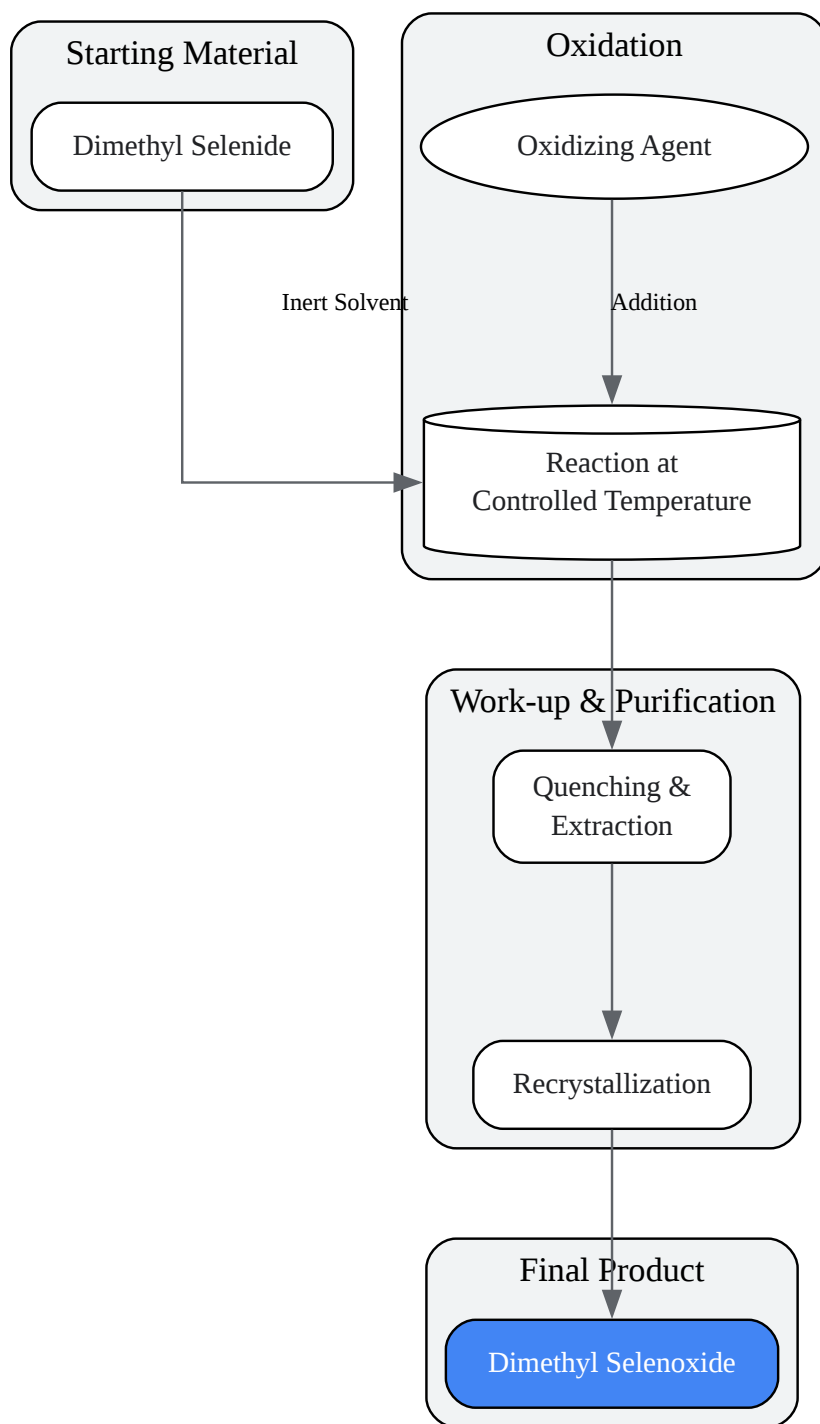 Starting Material
Dimethyl Selenide
Oxidation
Oxidizing Agent
Inert Solvent
Addition
Reaction at
Controlled Temperature
Work-up & Purification
Quenching &
Extraction
Recrystallization
Final Product
Dimethyl Selenoxide